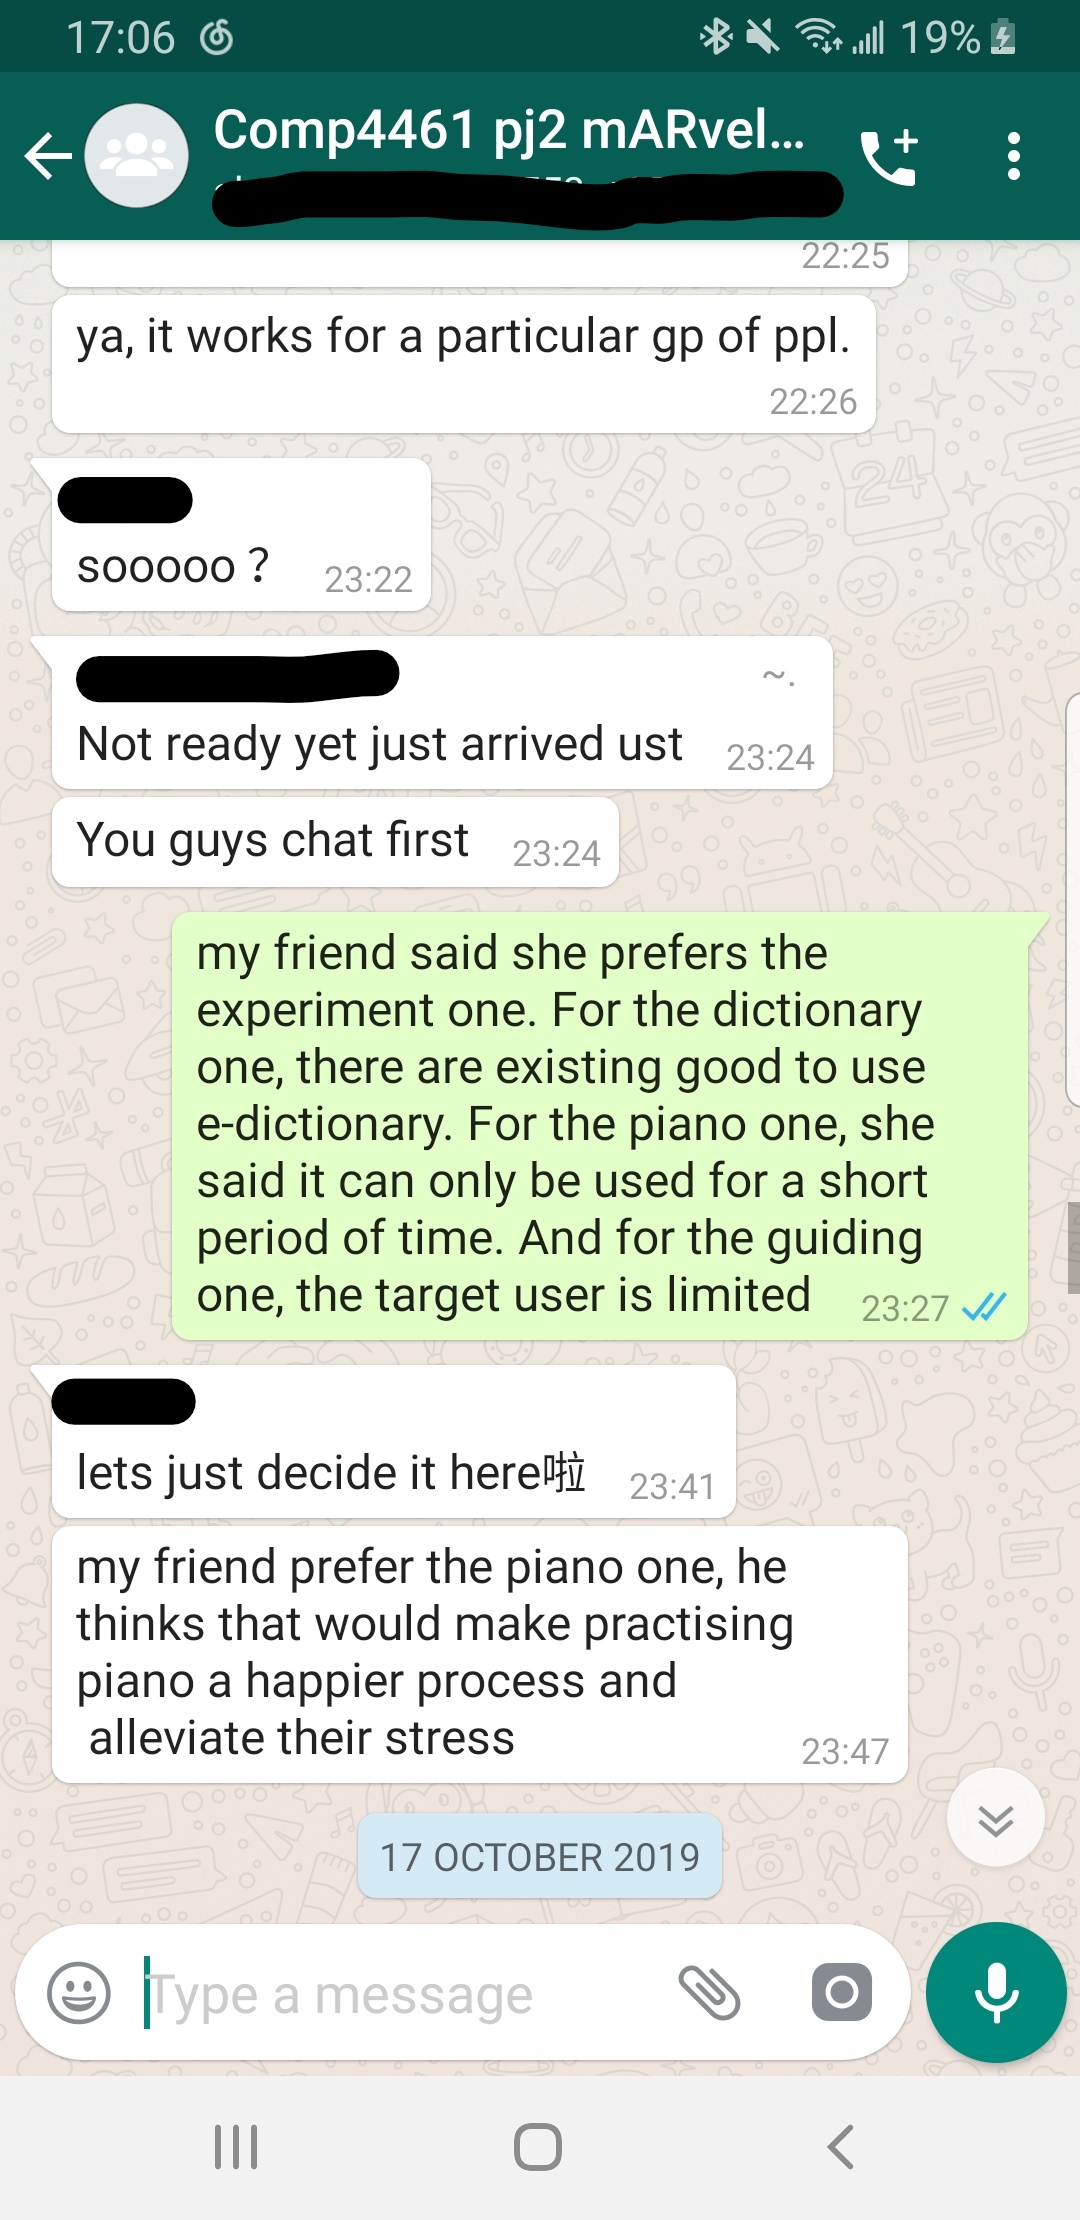 17:06 19%
Comp4461 pj2 mARvel...
22:25
ya, it works for a particular gp of ppl.
22:26
sooooo？ 23:22
~.
Not ready yet just arrived ust 23:24
You guys chat first 23:24
my friend said she prefers the
experiment one. For the dictionary
one, there are existing good to use
e-dictionary. For the piano one, she
said it can only be used for a short
period of time. And for the guiding
one, the target user is limited 23:27
lets just decide it here啦 23:41
my friend prefer the piano one, he
thinks that would make practising
piano a happier process and
alleviate their stress 23:47
17 OCTOBER 2019
Type a message